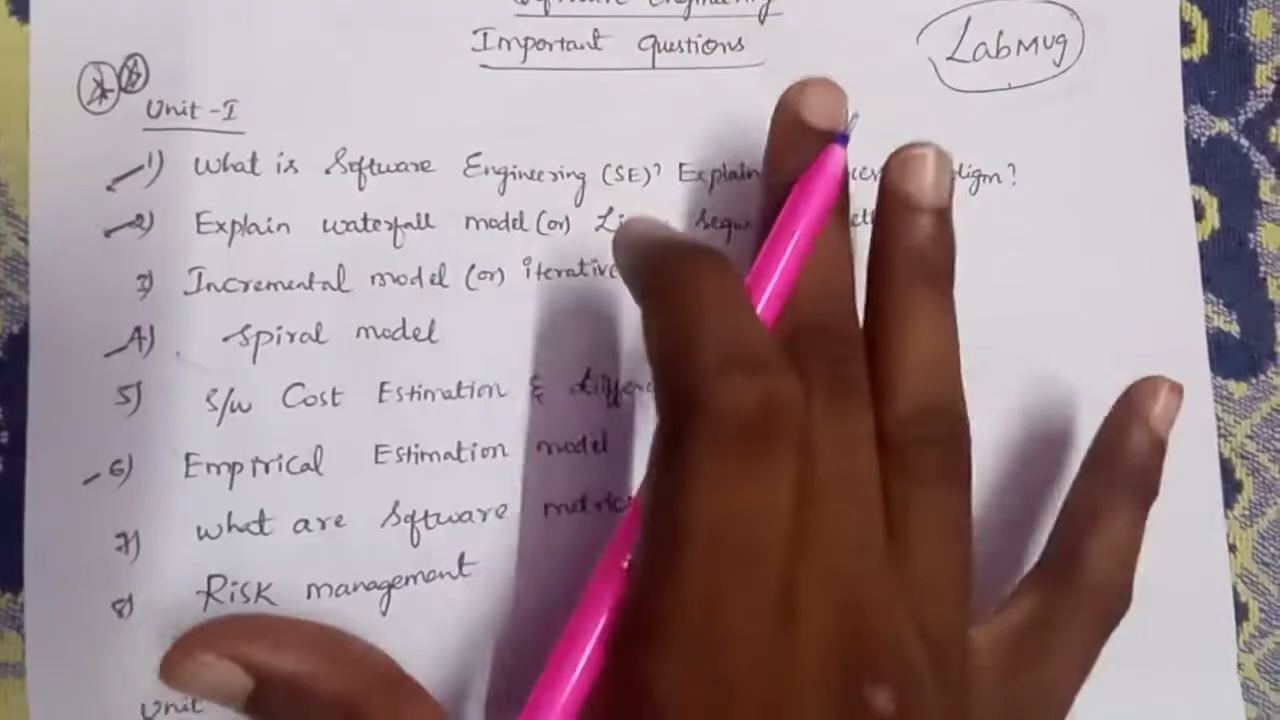 Software Engineering
Important Questions
LabMug
Unit-I
1) What is Software Engineering (SE)? Explain
2) Explain waterfall model (or)
3) Incremental model (or) iterative
4) Spiral model
5) S/w Cost Estimation &
6) Empirical Estimation model
7) what are Software
8) Risk management
Unit